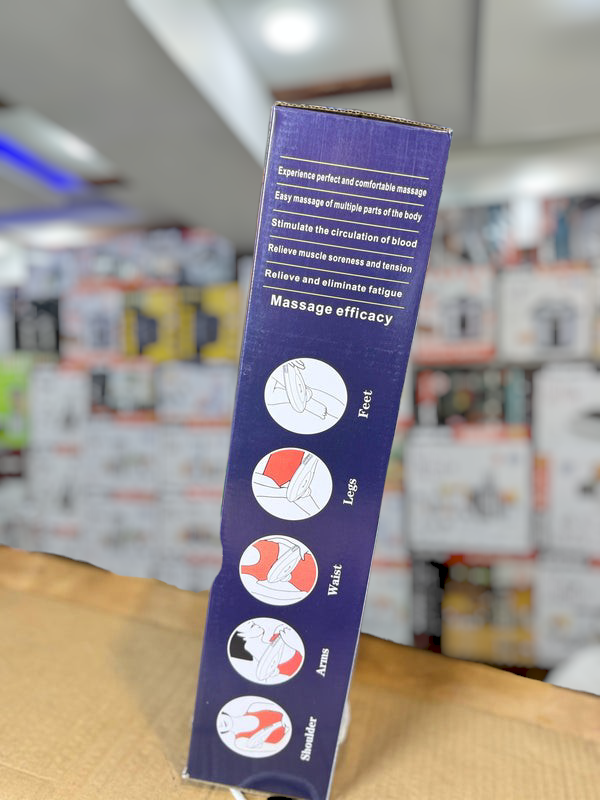 Experience perfect and comfortable massage
Easy massage of multiple parts of the body
Stimulate the circulation of blood
Relieve muscle soreness and tension
Relieve and eliminate fatigue
Massage efficacy
Feet
Legs
Waist
Arms
Shoulder